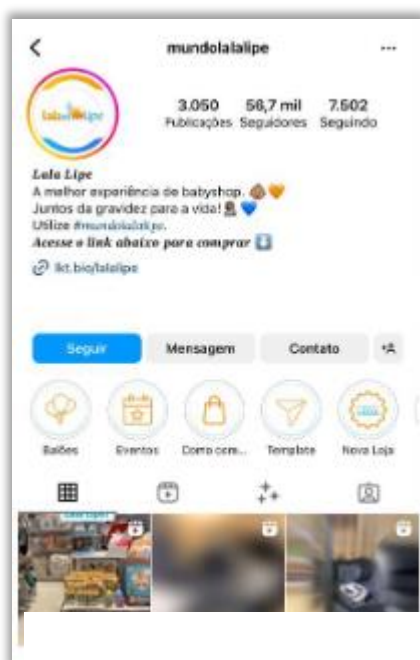 mundolalalipe
3.050 56,7 mil 7.502
Publicações Seguidores Seguindo
Lala Lipe
A melhor experiência de babyshop.
Juntos da gravidez para a vida!
Utilize #mundolalalipe.
Acesse o link abaixo para comprar
lkt.bio/lalalipe
Seguir Mensagem Contato
Balões Eventos Como com... Template Nova Loja